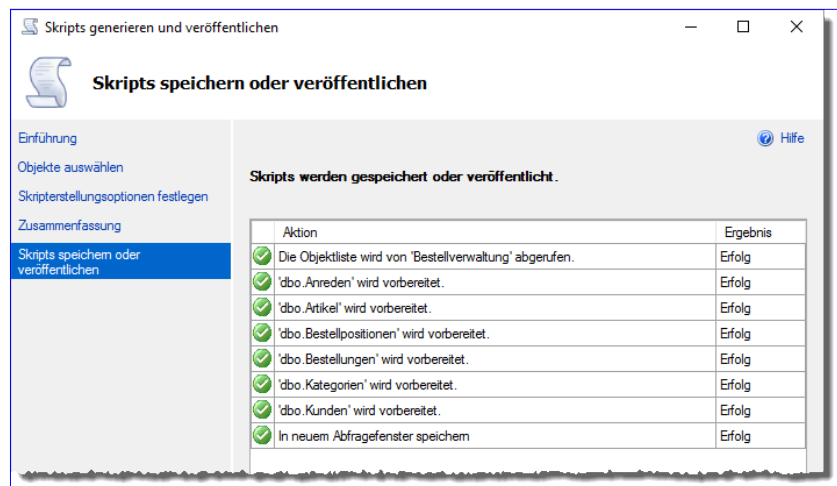 Skripts generieren und veröffentlichen
Skripts speichern oder veröffentlichen
Einführung
Objekte auswählen
Skripterstellungsoptionen festlegen
Zusammenfassung
Skripts speichern oder
veröffentlichen
Hilfe
Skripts werden gespeichert oder veröffentlicht.
Aktion Ergebnis
Die Objektliste wird von 'Bestellverwaltung' abgerufen. Erfolg
'dbo.Anreden' wird vorbereitet. Erfolg
'dbo.Artikel' wird vorbereitet. Erfolg
'dbo.Bestellpositionen' wird vorbereitet. Erfolg
'dbo.Bestellungen' wird vorbereitet. Erfolg
'dbo.Kategorien' wird vorbereitet. Erfolg
'dbo.Kunden' wird vorbereitet. Erfolg
In neuem Abfragefenster speichern Erfolg